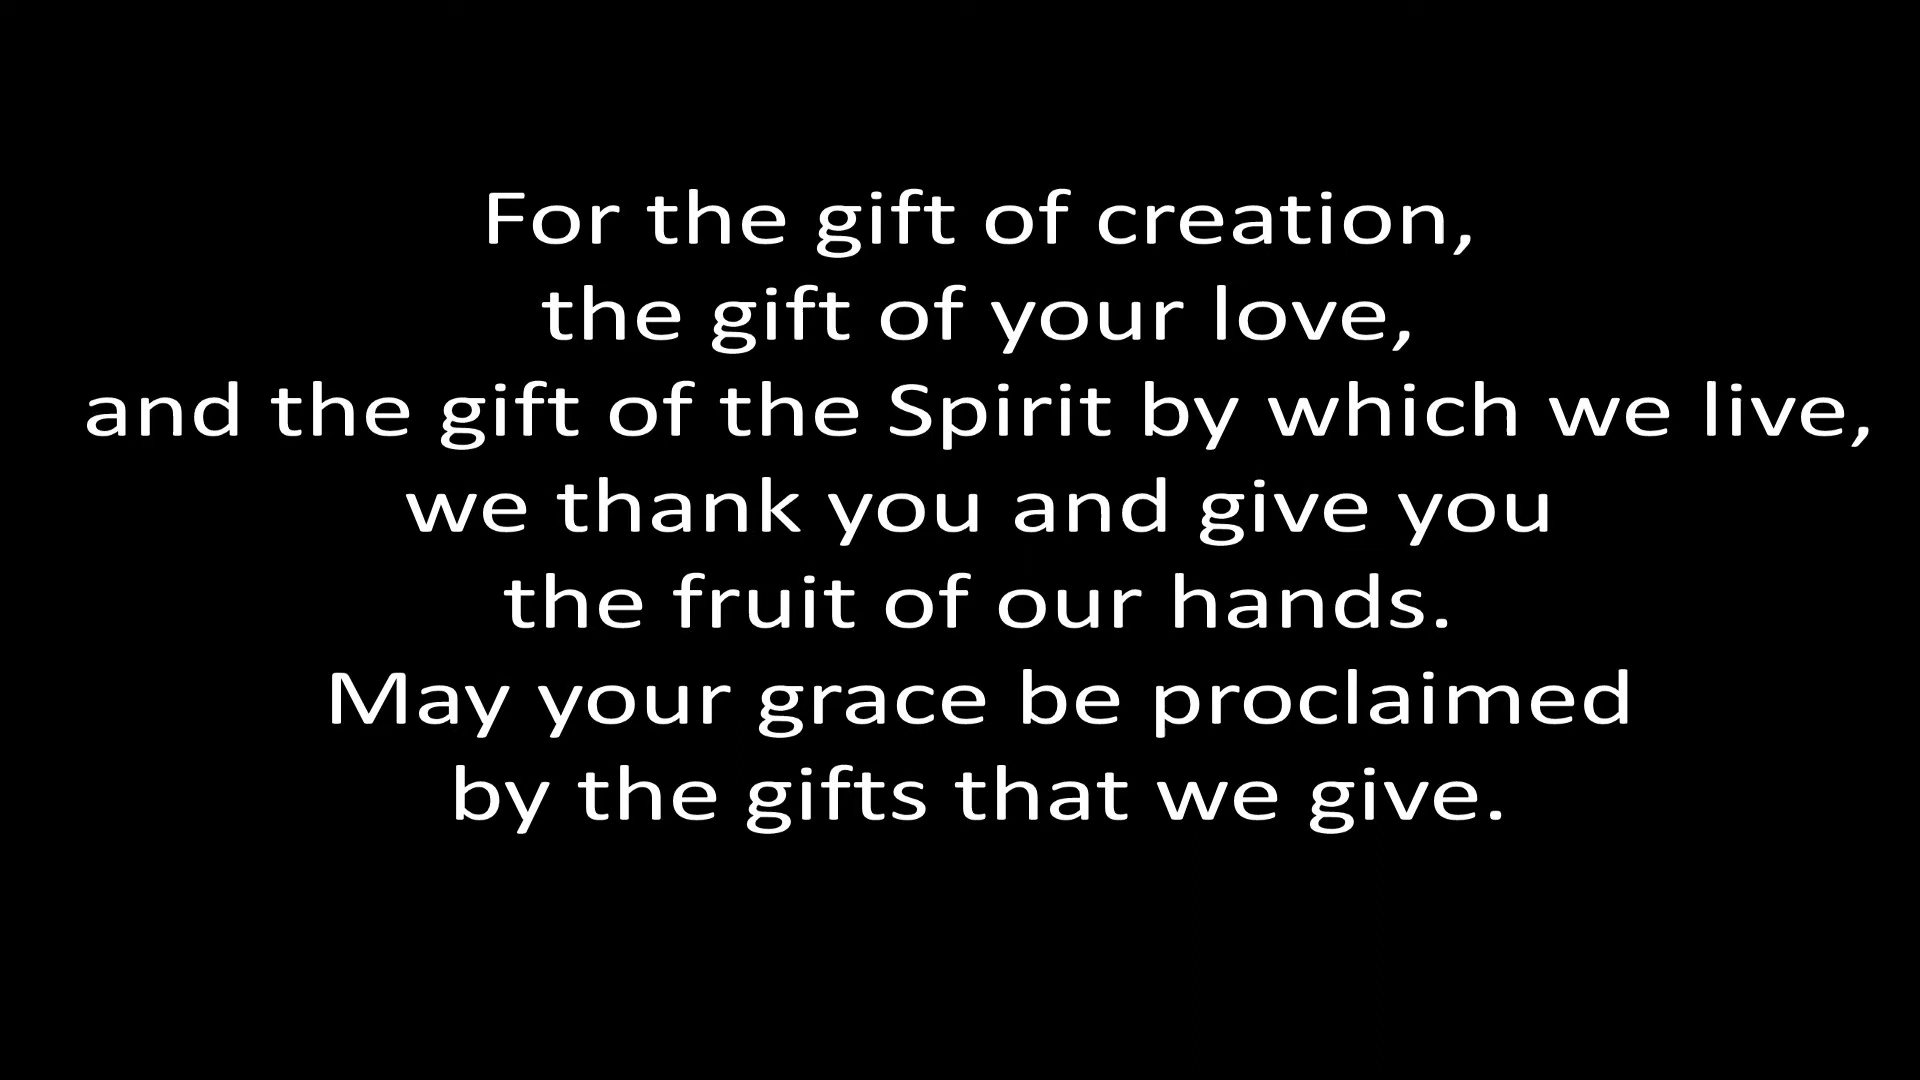 For the gift of creation,
the gift of your love,
and the gift of the Spirit by which we live,
we thank you and give you
the fruit of our hands.
May your grace be proclaimed
by the gifts that we give.